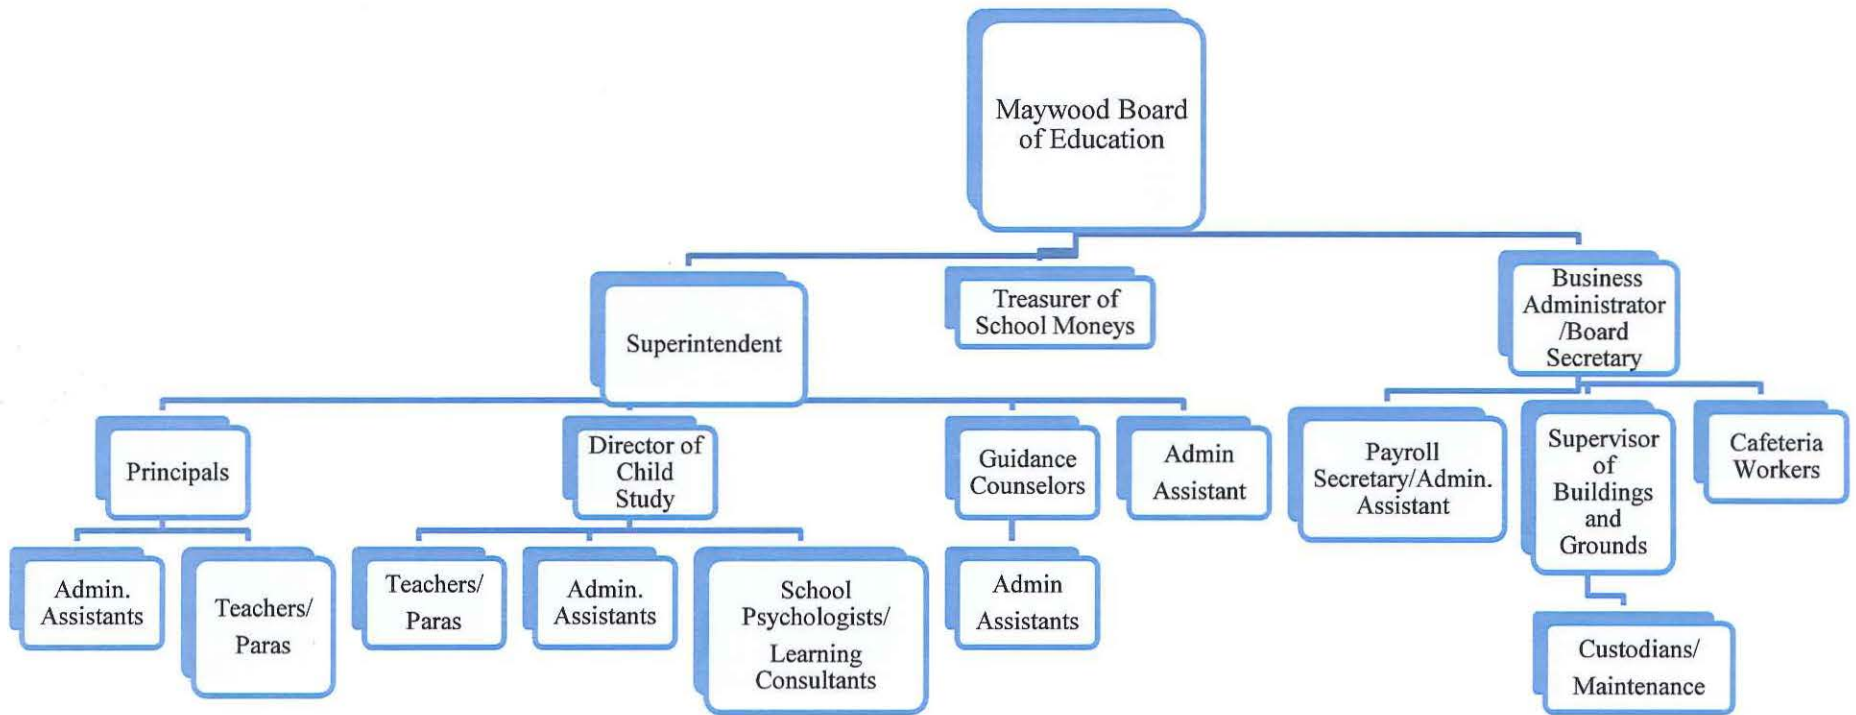 Maywood Board
of Education
Superintendent
Treasurer of
School Moneys
Business
Administrator
/Board
Secretary
Principals
Director of
Child
Study
Guidance
Counselors
Admin
Assistant
Payroll
Secretary/Admin.
Assistant
Supervisor
of
Buildings
and
Grounds
Cafeteria
Workers
Admin.
Assistants
Teachers/
Paras
Teachers/
Paras
Admin.
Assistants
School
Psychologists/
Learning
Consultants
Admin
Assistants
Custodians/
Maintenance